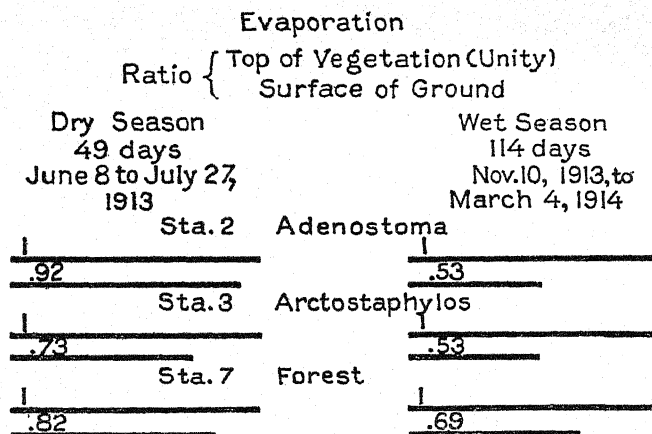 Evaporation
Ratio { Top of Vegetation (Unity)
Surface of Ground
Dry Season
49 days
June 8 to July 27,
1913
Wet Season
114 days
Nov. 10, 1913, to
March 4, 1914
Sta. 2 Adenostoma
1 1
.92 .53
Sta. 3 Arctostaphylos
1 1
.73 .53
Sta. 7 Forest
1 1
.82 .69